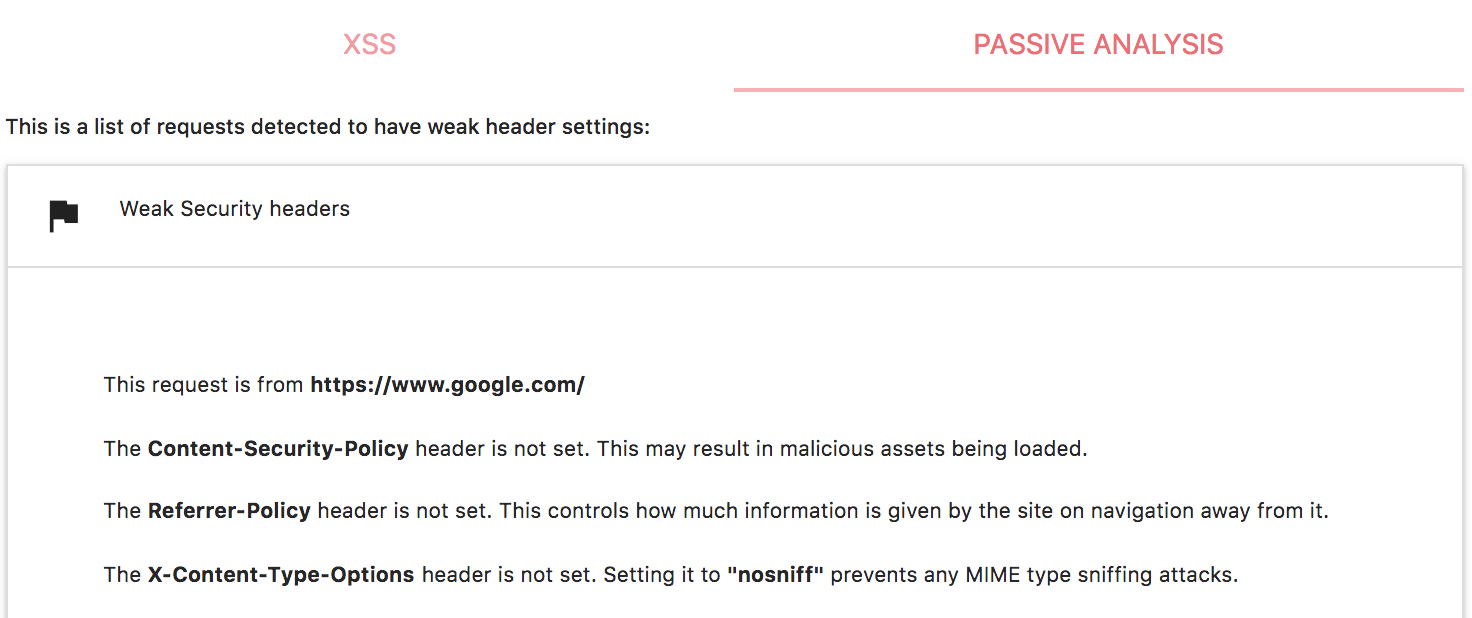 XSS
PASSIVE ANALYSIS
This is a list of requests detected to have weak header settings:
Weak Security headers
This request is from https://www.google.com/
The Content-Security-Policy header is not set. This may result in malicious assets being loaded.
The Referrer-Policy header is not set. This controls how much information is given by the site on navigation away from it.
The X-Content-Type-Options header is not set. Setting it to "nosniff" prevents any MIME type sniffing attacks.